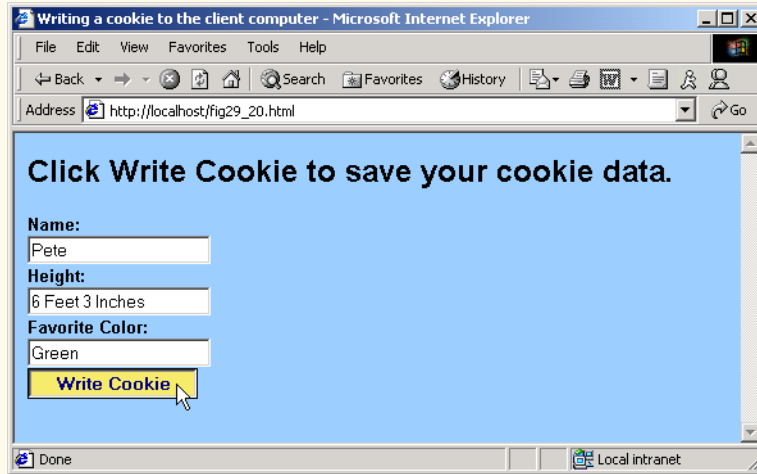 Writing a cookie to the client computer - Microsoft Internet Explorer
File Edit View Favorites Tools Help
Back Search Favorites History
Address http://localhost/fig29_20.html Go
Click Write Cookie to save your cookie data.
Name:
Pete
Height:
6 Feet 3 Inches
Favorite Color:
Green
Write Cookie
Done Local intranet